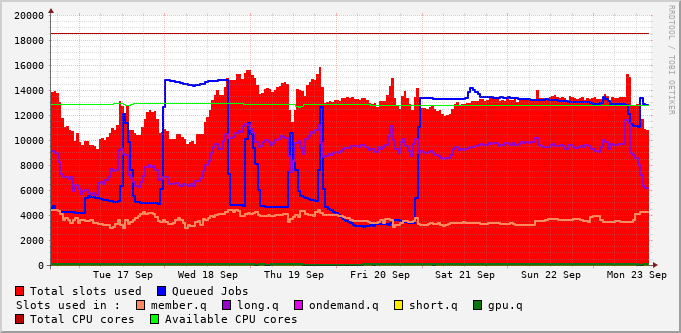 20000
18000
16000
14000
12000
10000
8000
6000
4000
2000
0
Tue 17 Sep Wed 18 Sep Thu 19 Sep Fri 20 Sep Sat 21 Sep Sun 22 Sep Mon 23 Sep
RRDTOOL / TOBI OETIKER
Total slots used Queued Jobs
Slots used in : member.q long.q ondemand.q short.q gpu.q
Total CPU cores Available CPU cores